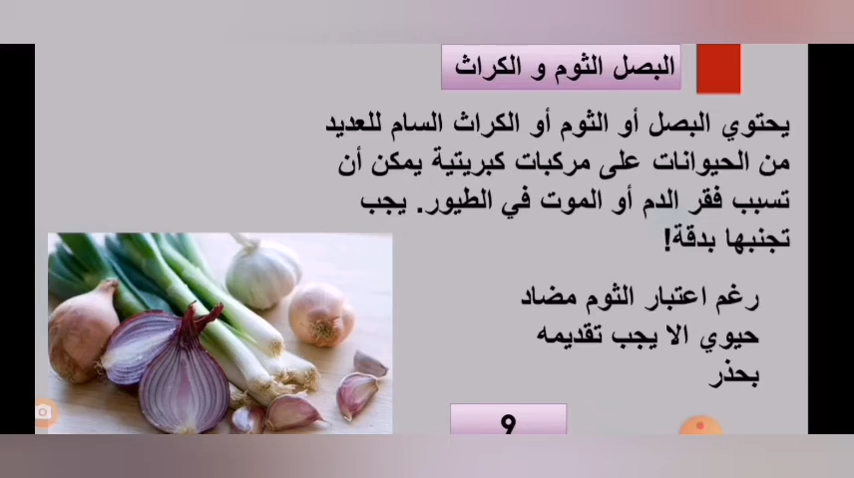 البصل الثوم و الكراث
يحتوي البصل أو الثوم أو الكراث السام للعديد
من الحيوانات على مركبات كبريتية يمكن أن
تسبب فقر الدم أو الموت في الطيور. يجب
تجنبها بدقة!
رغم اعتبار الثوم مضاد
حيوي الا يجب تقديمه
بحذر
9